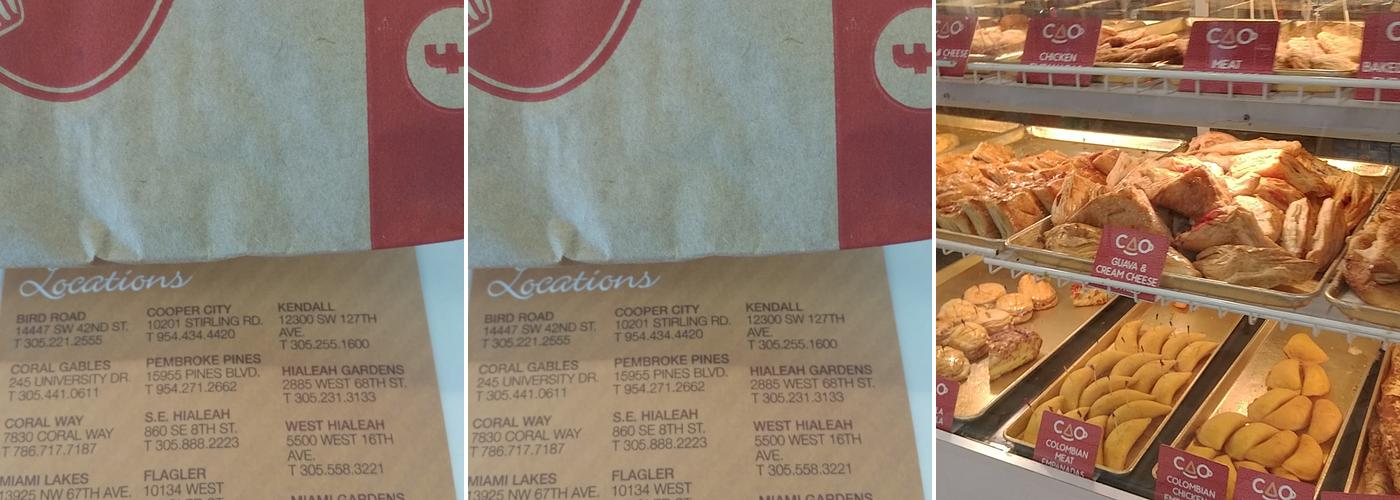 Locations
BIRD ROAD
14447 SW 42ND ST.
T 305.221.2555
CORAL GABLES
245 UNIVERSITY DR.
T 305.441.0611
CORAL WAY
7830 CORAL WAY
T 786.717.7187
MIAMI LAKES
13925 NW 67TH AVE.
COOPER CITY
10201 STIRLING RD.
T 954.434.4420
PEMBROKE PINES
15955 PINES BLVD.
T 954.271.2662
S.E. HIALEAH
860 SE 8TH ST.
T 305.888.2223
FLAGLER
10134 WEST
KENDALL
12300 SW 127TH
AVE.
T 305.255.1600
HIALEAH GARDENS
2885 WEST 68TH ST.
T 305.231.3133
WEST HIALEAH
5500 WEST 16TH
AVE.
T 305.558.3221
MIAMI GARDENS
Locations
BIRD ROAD
14447 SW 42ND ST.
T 305.221.2555
CORAL GABLES
245 UNIVERSITY DR.
T 305.441.0611
CORAL WAY
7830 CORAL WAY
T 786.717.7187
MIAMI LAKES
13925 NW 67TH AVE.
COOPER CITY
10201 STIRLING RD.
T 954.434.4420
PEMBROKE PINES
15955 PINES BLVD.
T 954.271.2662
S.E. HIALEAH
860 SE 8TH ST.
T 305.888.2223
FLAGLER
10134 WEST
KENDALL
12300 SW 127TH
AVE.
T 305.255.1600
HIALEAH GARDENS
2885 WEST 68TH ST.
T 305.231.3133
WEST HIALEAH
5500 WEST 16TH
AVE.
T 305.558.3221
MIAMI GARDENS
& CHEESE
CAO
CHICKEN
CAO
MEAT
CAO
GUAVA &
CREAM CHEESE
CAO
COLOMBIAN
MEAT
EMPANADAS
CAO
COLOMBIAN
CAO